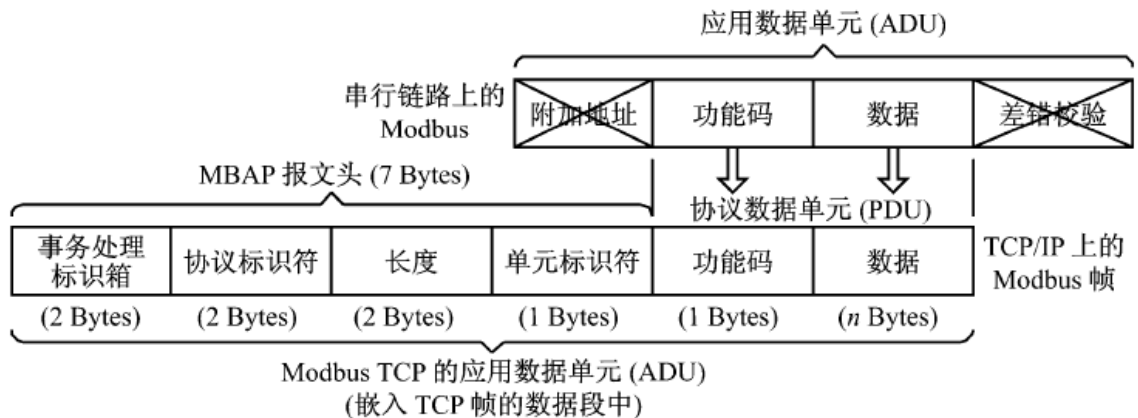 应用数据单元 (ADU)
串行链路上的
Modbus
附加地址 功能码 数据 差错校验
MBAP 报文头 (7 Bytes)
协议数据单元 (PDU)
事务处理
标识箱
协议标识符 长度 单元标识符 功能码 数据
TCP/IP 上的
Modbus 帧
(2 Bytes) (2 Bytes) (2 Bytes) (1 Bytes) (1 Bytes) (n Bytes)
Modbus TCP 的应用数据单元 (ADU)
(嵌入 TCP 帧的数据段中)